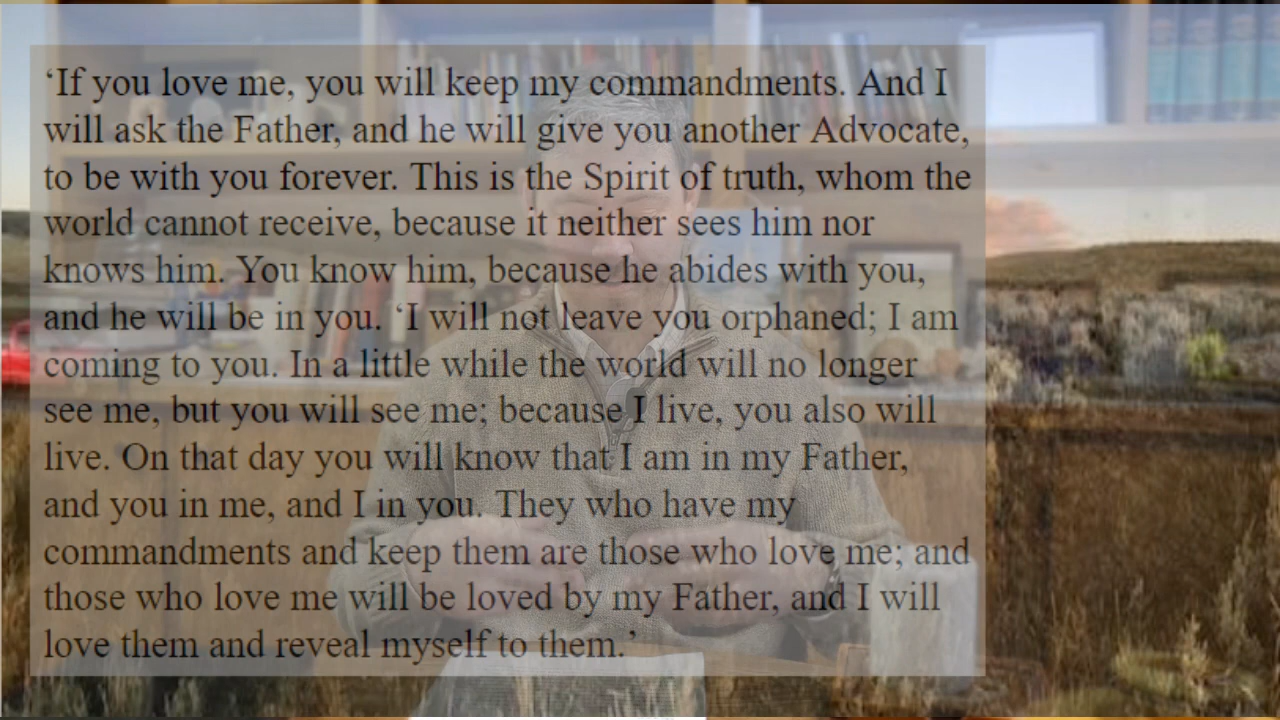 ‘If you love me, you will keep my commandments. And I
will ask the Father, and he will give you another Advocate,
to be with you forever. This is the Spirit of truth, whom the
world cannot receive, because it neither sees him nor
knows him. You know him, because he abides with you,
and he will be in you. ‘I will not leave you orphaned; I am
coming to you. In a little while the world will no longer
see me, but you will see me; because I live, you also will
live. On that day you will know that I am in my Father,
and you in me, and I in you. They who have my
commandments and keep them are those who love me; and
those who love me will be loved by my Father, and I will
love them and reveal myself to them.’